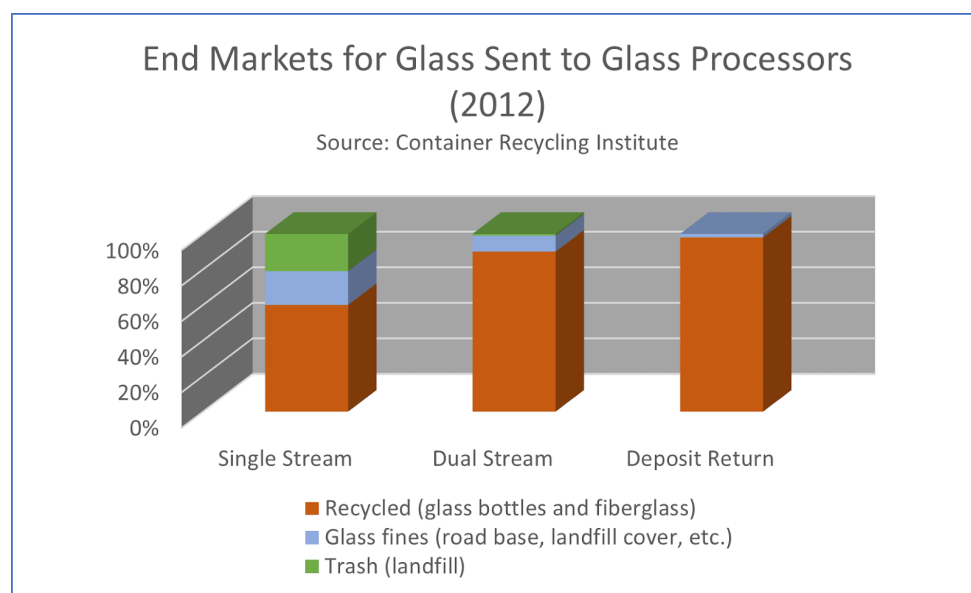 End Markets for Glass Sent to Glass Processors
(2012)
Source: Container Recycling Institute
100%
80%
60%
40%
20%
0%
Single Stream
Dual Stream
Deposit Return
Recycled (glass bottles and fiberglass)
Glass fines (road base, landfill cover, etc.)
Trash (landfill)